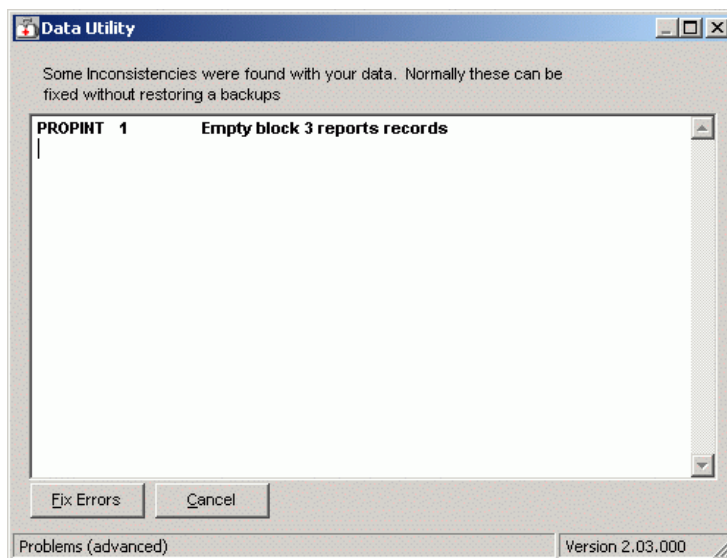 Data Utility
Some Inconsistencies were found with your data. Normally these can be
fixed without restoring a backups
PROPINT 1 Empty block 3 reports records
Fix Errors Cancel
Problems (advanced) Version 2.03.000